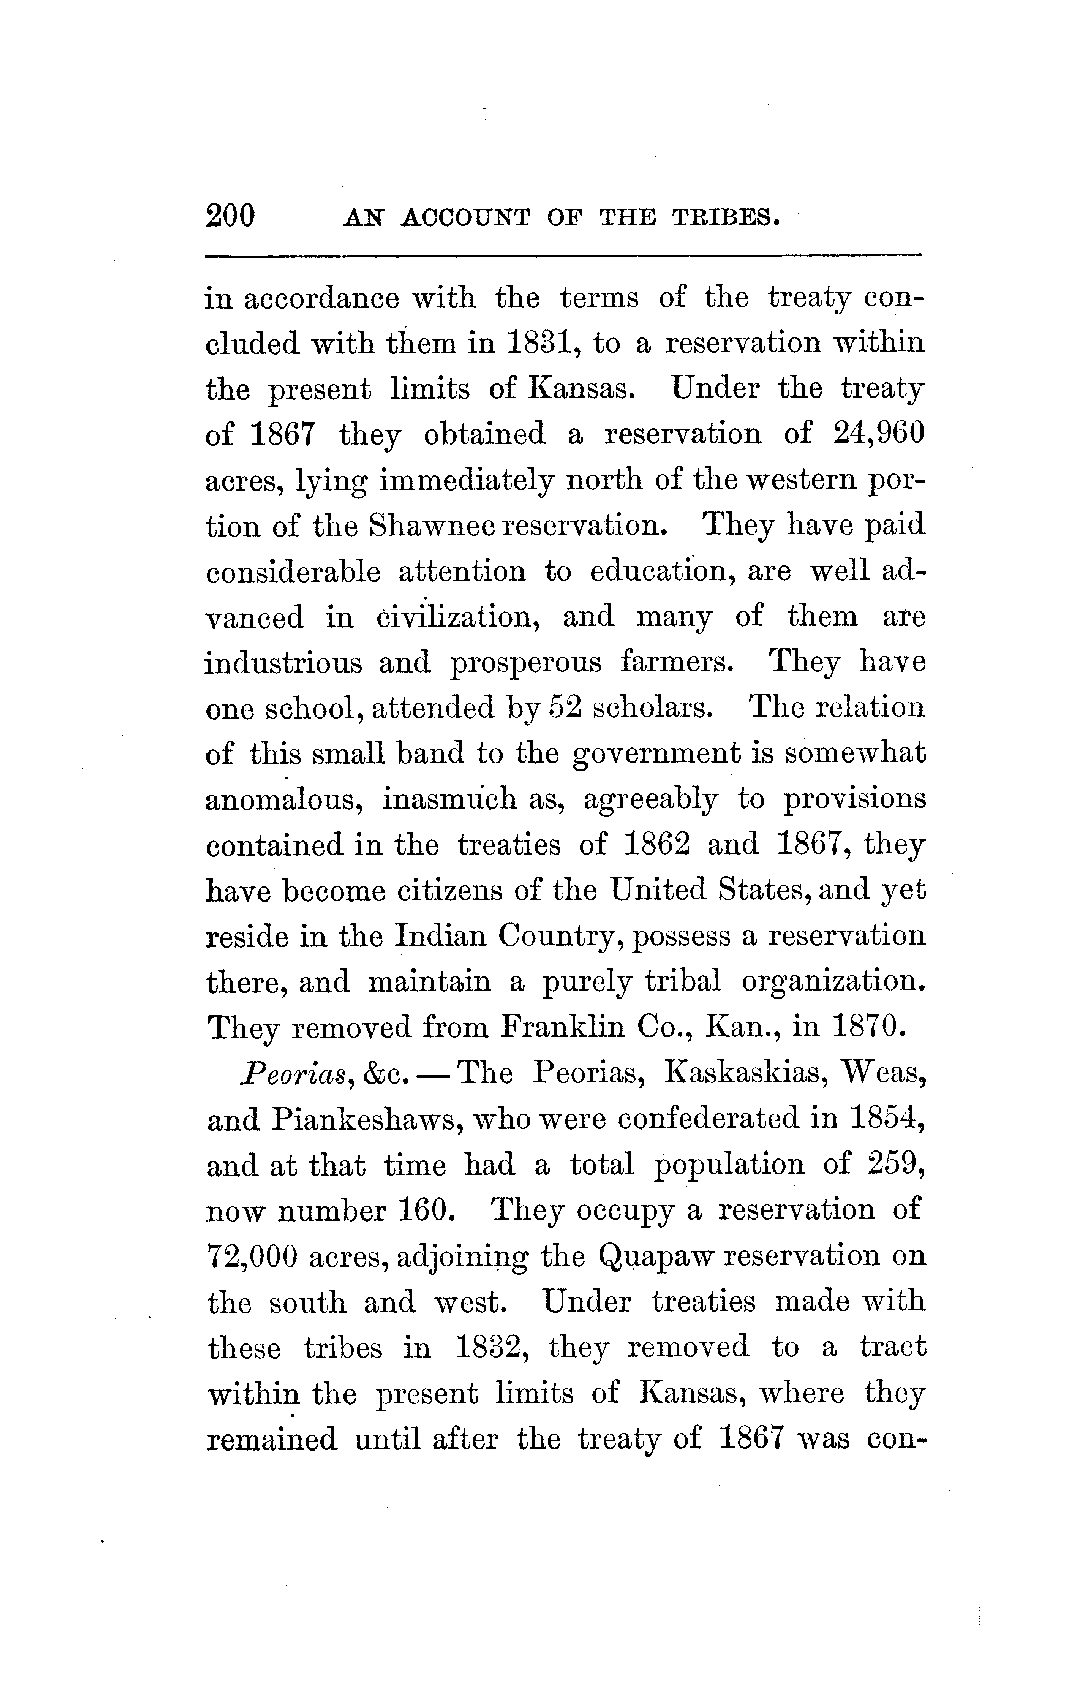 200 AN ACCOUNT OF THE TRIBES.
in accordance with the terms of the treaty con-
cluded with them in 1831, to a reservation within
the present limits of Kansas. Under the treaty
of 1867 they obtained a reservation of 24,960
acres, lying immediately north of the western por-
tion of the Shawnee reservation. They have paid
considerable attention to education, are well ad-
vanced in civilization, and many of them are
industrious and prosperous farmers. They have
one school, attended by 52 scholars. The relation
of this small band to the government is somewhat
anomalous, inasmuch as, agreeably to provisions
contained in the treaties of 1862 and 1867, they
have become citizens of the United States, and yet
reside in the Indian Country, possess a reservation
there, and maintain a purely tribal organization.
They removed from Franklin Co., Kan., in 1870.
Peorias, &c. — The Peorias, Kaskaskias, Weas,
and Piankeshaws, who were confederated in 1854,
and at that time had a total population of 259,
now number 160. They occupy a reservation of
72,000 acres, adjoining the Quapaw reservation on
the south and west. Under treaties made with
these tribes in 1832, they removed to a tract
within the present limits of Kansas, where they
remained until after the treaty of 1867 was con-